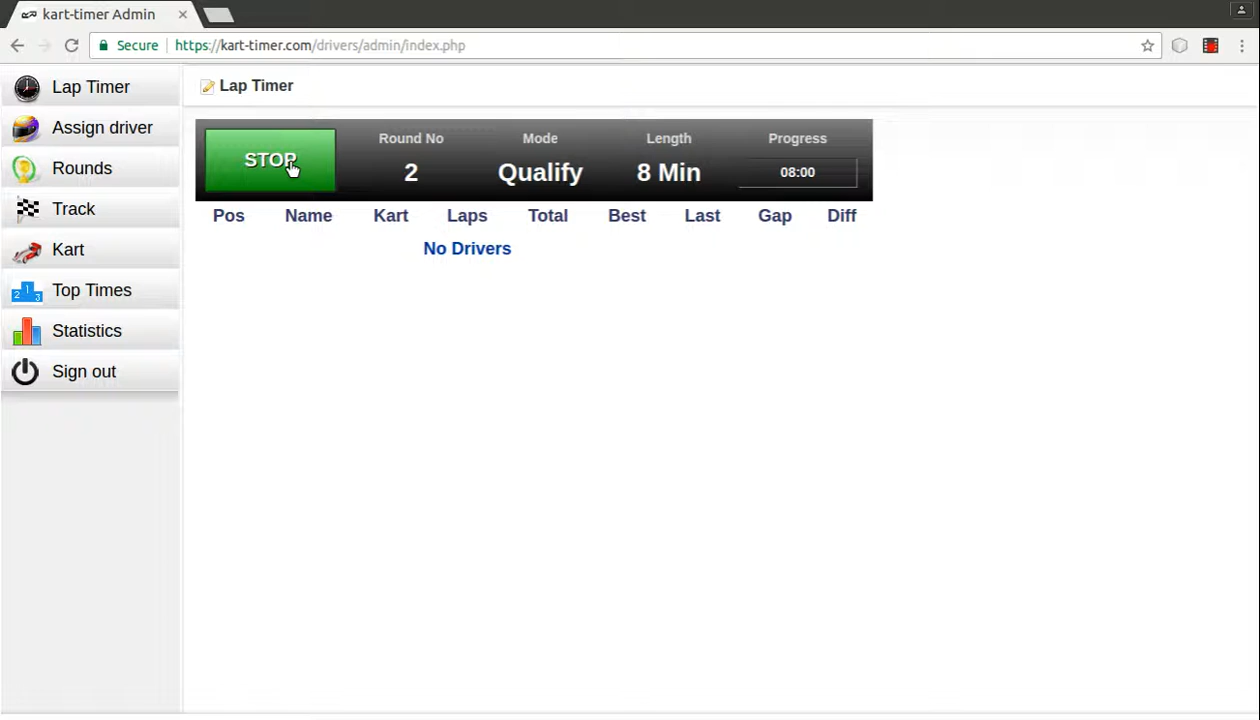 kart-timer Admin
Secure https://kart-timer.com/drivers/admin/index.php
Lap Timer
Assign driver
Rounds
Track
Kart
Top Times
Statistics
Sign out
Lap Timer
STOP
Round No Mode Length Progress
2 Qualify 8 Min 08:00
Pos Name Kart Laps Total Best Last Gap Diff
No Drivers